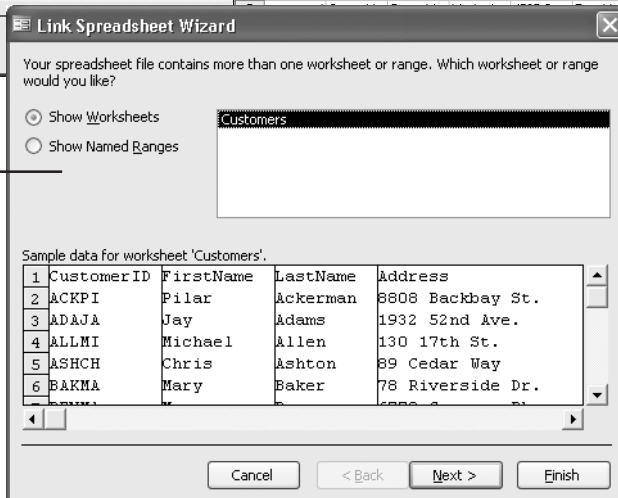 Link Spreadsheet Wizard
Your spreadsheet file contains more than one worksheet or range. Which worksheet or range
would you like?
Show Worksheets
Show Named Ranges
Customers
Sample data for worksheet 'Customers'.
1 CustomerID FirstName LastName Address
2 ACKPI Pilar Ackerman 8808 Backbay St.
3 ADAJA Jay Adams 1932 52nd Ave.
4 ALLMI Michael Allen 130 17th St.
5 ASHCH Chris Ashton 89 Cedar Way
6 BAKMA Mary Baker 78 Riverside Dr.
Cancel < Back Next > Finish